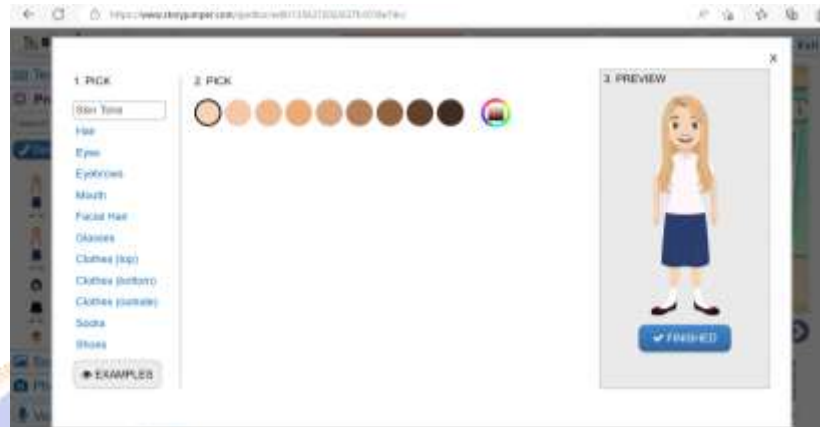 1. PICK
Skin Tone
Hair
Eyes
Eyebrows
Mouth
Facial Hair
Glasses
Clothes (top)
Clothes (bottom)
Clothes (outside)
Socks
Shoes
EXAMPLES
2. PICK
3. PREVIEW
FINISHED
X